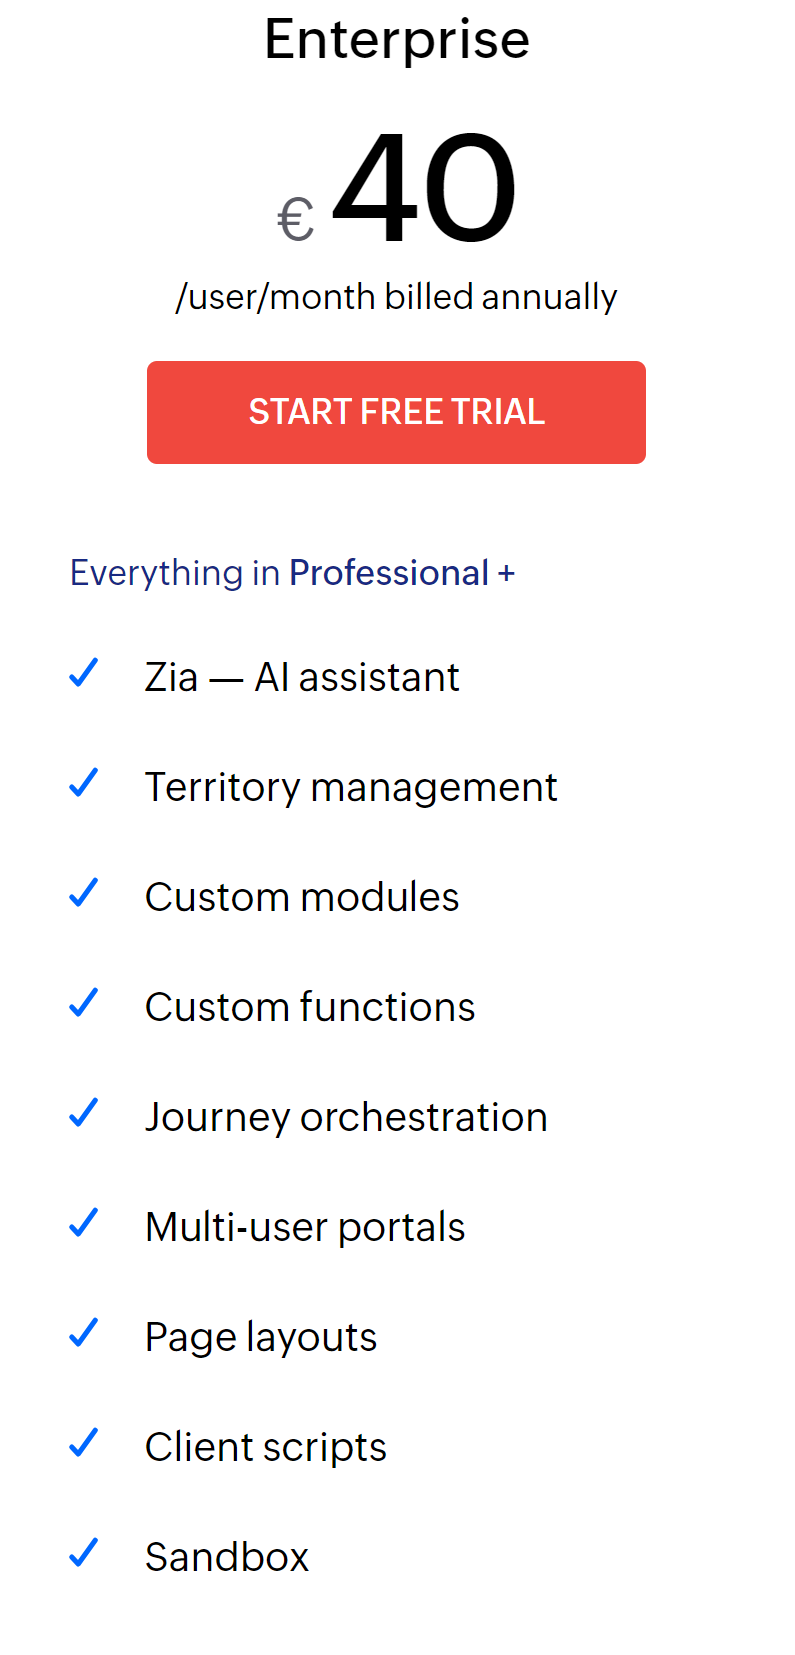 Enterprise
€ 40
/user/month billed annually
START FREE TRIAL
Everything in Professional +
Zia — AI assistant
Territory management
Custom modules
Custom functions
Journey orchestration
Multi-user portals
Page layouts
Client scripts
Sandbox